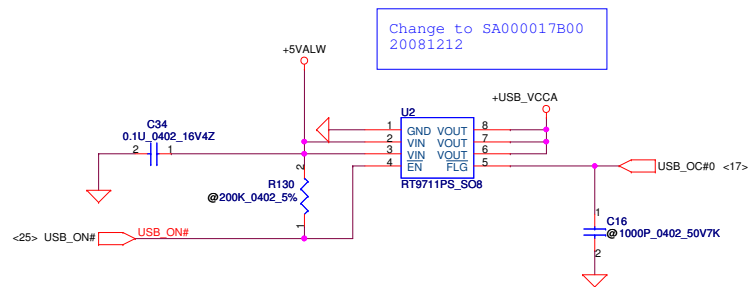 Change to SA000017B00
20081212
+5VALW
+USB_VCCA
C34
0.1U_0402_16V4Z
2 1
U2
1 GND VOUT 8
2 VIN VOUT 7
3 VIN VOUT 6
4 EN FLG 5
RT9711PS_SO8
2
R130
@200K_0402_5%
1
USB_OC#0 <17>
<25> USB_ON# USB_ON#
1
C16
@1000P_0402_50V7K
2